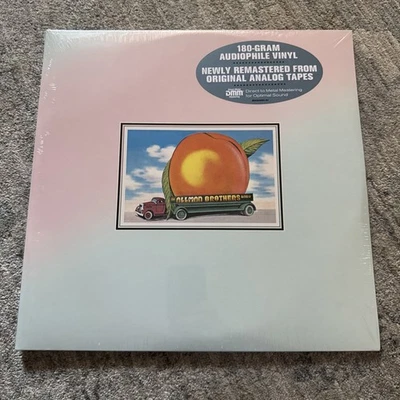 180-GRAM
AUDIOPHILE VINYL
NEWLY REMASTERED FROM
ORIGINAL ANALOG TAPES
DMM
Direct to Metal Mastering
for Optimal Sound
ALLMAN BROTHERS